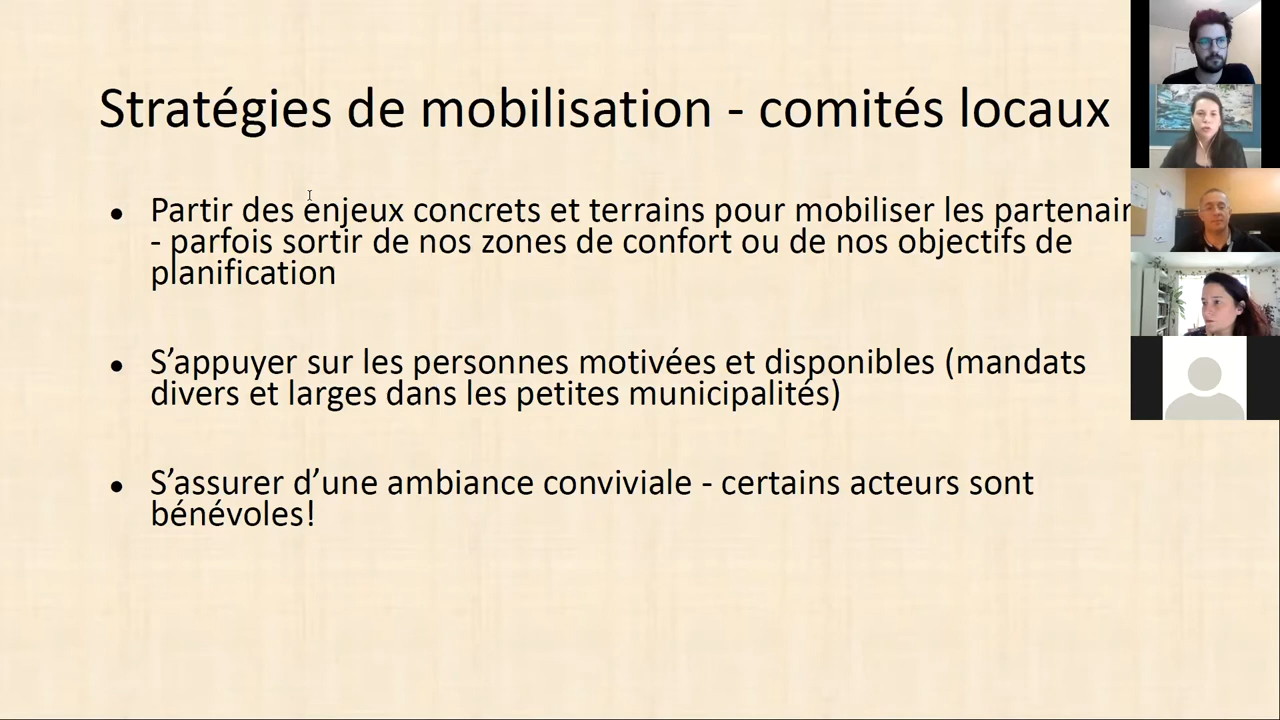 Stratégies de mobilisation - comités locaux
● Partir des enjeux concrets et terrains pour mobiliser les partenair
- parfois sortir de nos zones de confort ou de nos objectifs de
planification
● S’appuyer sur les personnes motivées et disponibles (mandats
divers et larges dans les petites municipalités)
● S’assurer d’une ambiance conviviale - certains acteurs sont
bénévoles!